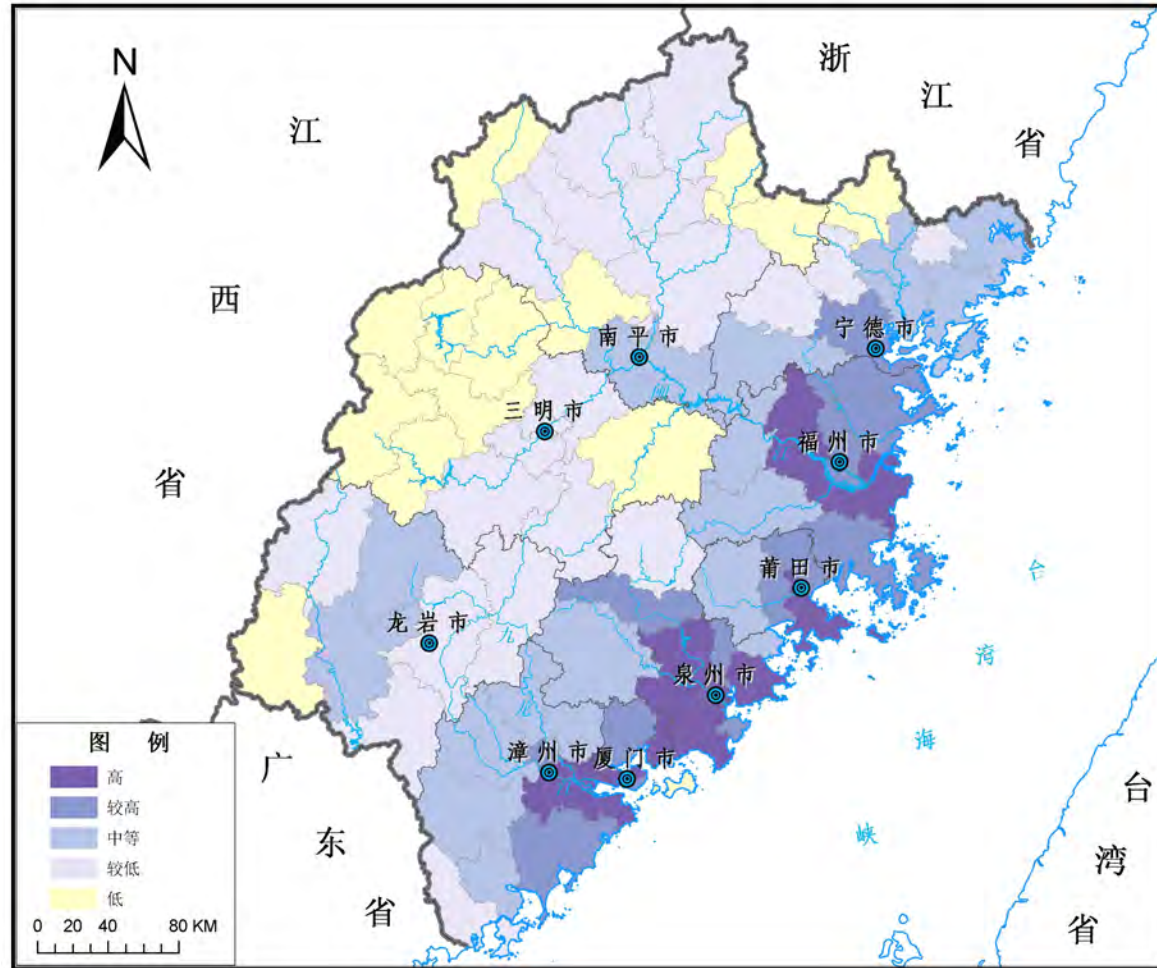 N
浙
江
省
江
西
省
南平市
宁德市
三明市
福州市
莆田市
龙岩市
九
泉州市
漳州市
厦门市
台
湾
海
峡
广
东
省
台
湾
省
图 例
高
较高
中等
较低
低
0 20 40 80 KM